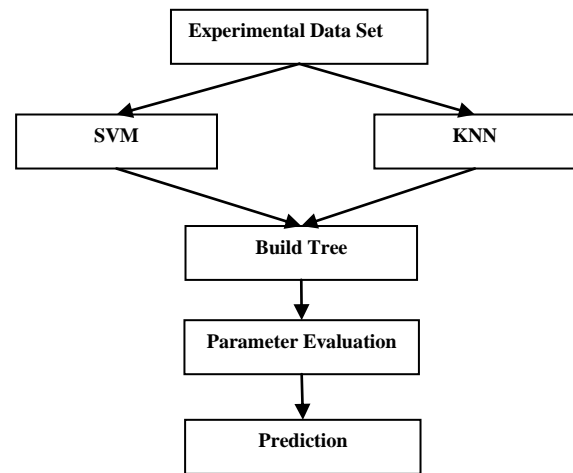 Experimental Data Set
SVM
KNN
Build Tree
Parameter Evaluation
Prediction